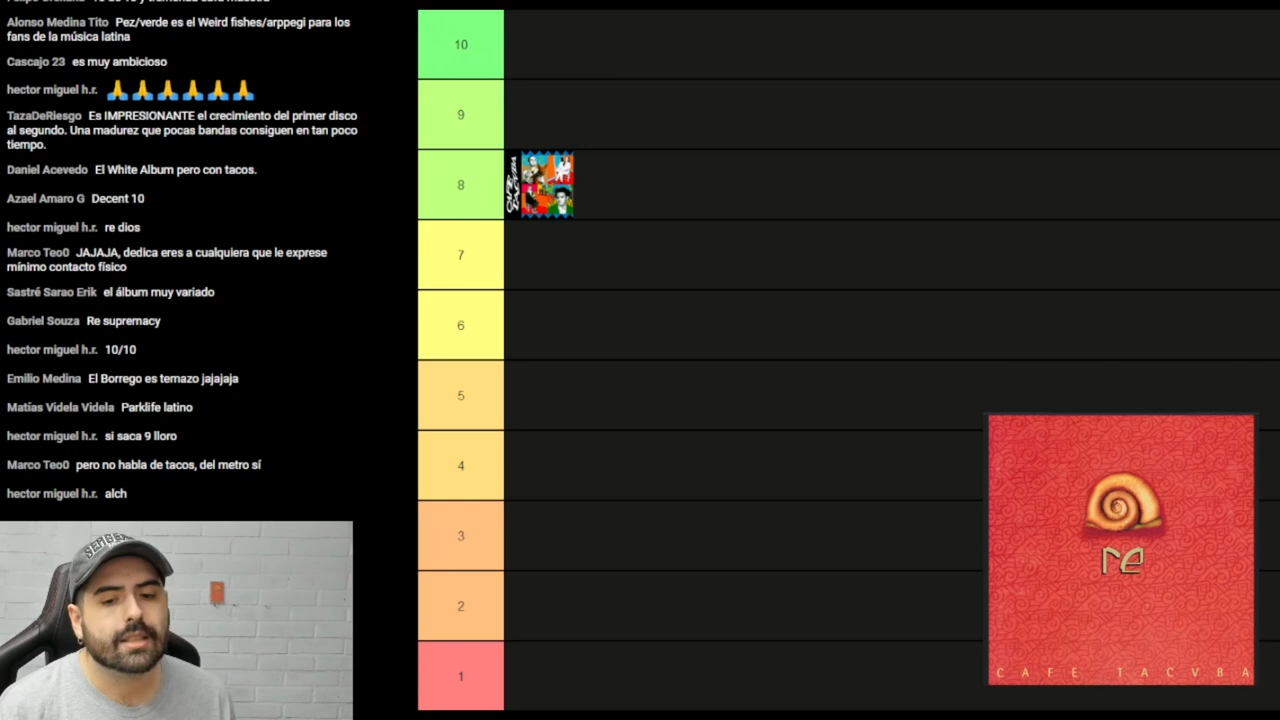 Alonso Medina Tito Pez/verde es el Weird fishes/arppegi para los
fans de la música latina
Cascajo 23 es muy ambicioso
hector miguel h.r. 🙏🙏🙏🙏🙏🙏
TazaDeRiesgo Es IMPRESIONANTE el crecimiento del primer disco
al segundo. Una madurez que pocas bandas consiguen en tan poco
tiempo.
Daniel Acevedo El White Album pero con tacos.
Azael Amaro G Decent 10
hector miguel h.r. re dios
Marco Teo0 JAJAJA, dedica eres a cualquiera que le exprese
mínimo contacto físico
Sastré Sarao Erik el álbum muy variado
Gabriel Souza Re supremacy
hector miguel h.r. 10/10
Emilio Medina El Borrego es temazo jajajaja
Matías Videla Videla Parklife latino
hector miguel h.r. si saca 9 lloro
Marco Teo0 pero no habla de tacos, del metro sí
hector miguel h.r. alch
10
9
8
CAFE TACVBA
7
6
5
4
3
2
1
re
CAFE TACVBA